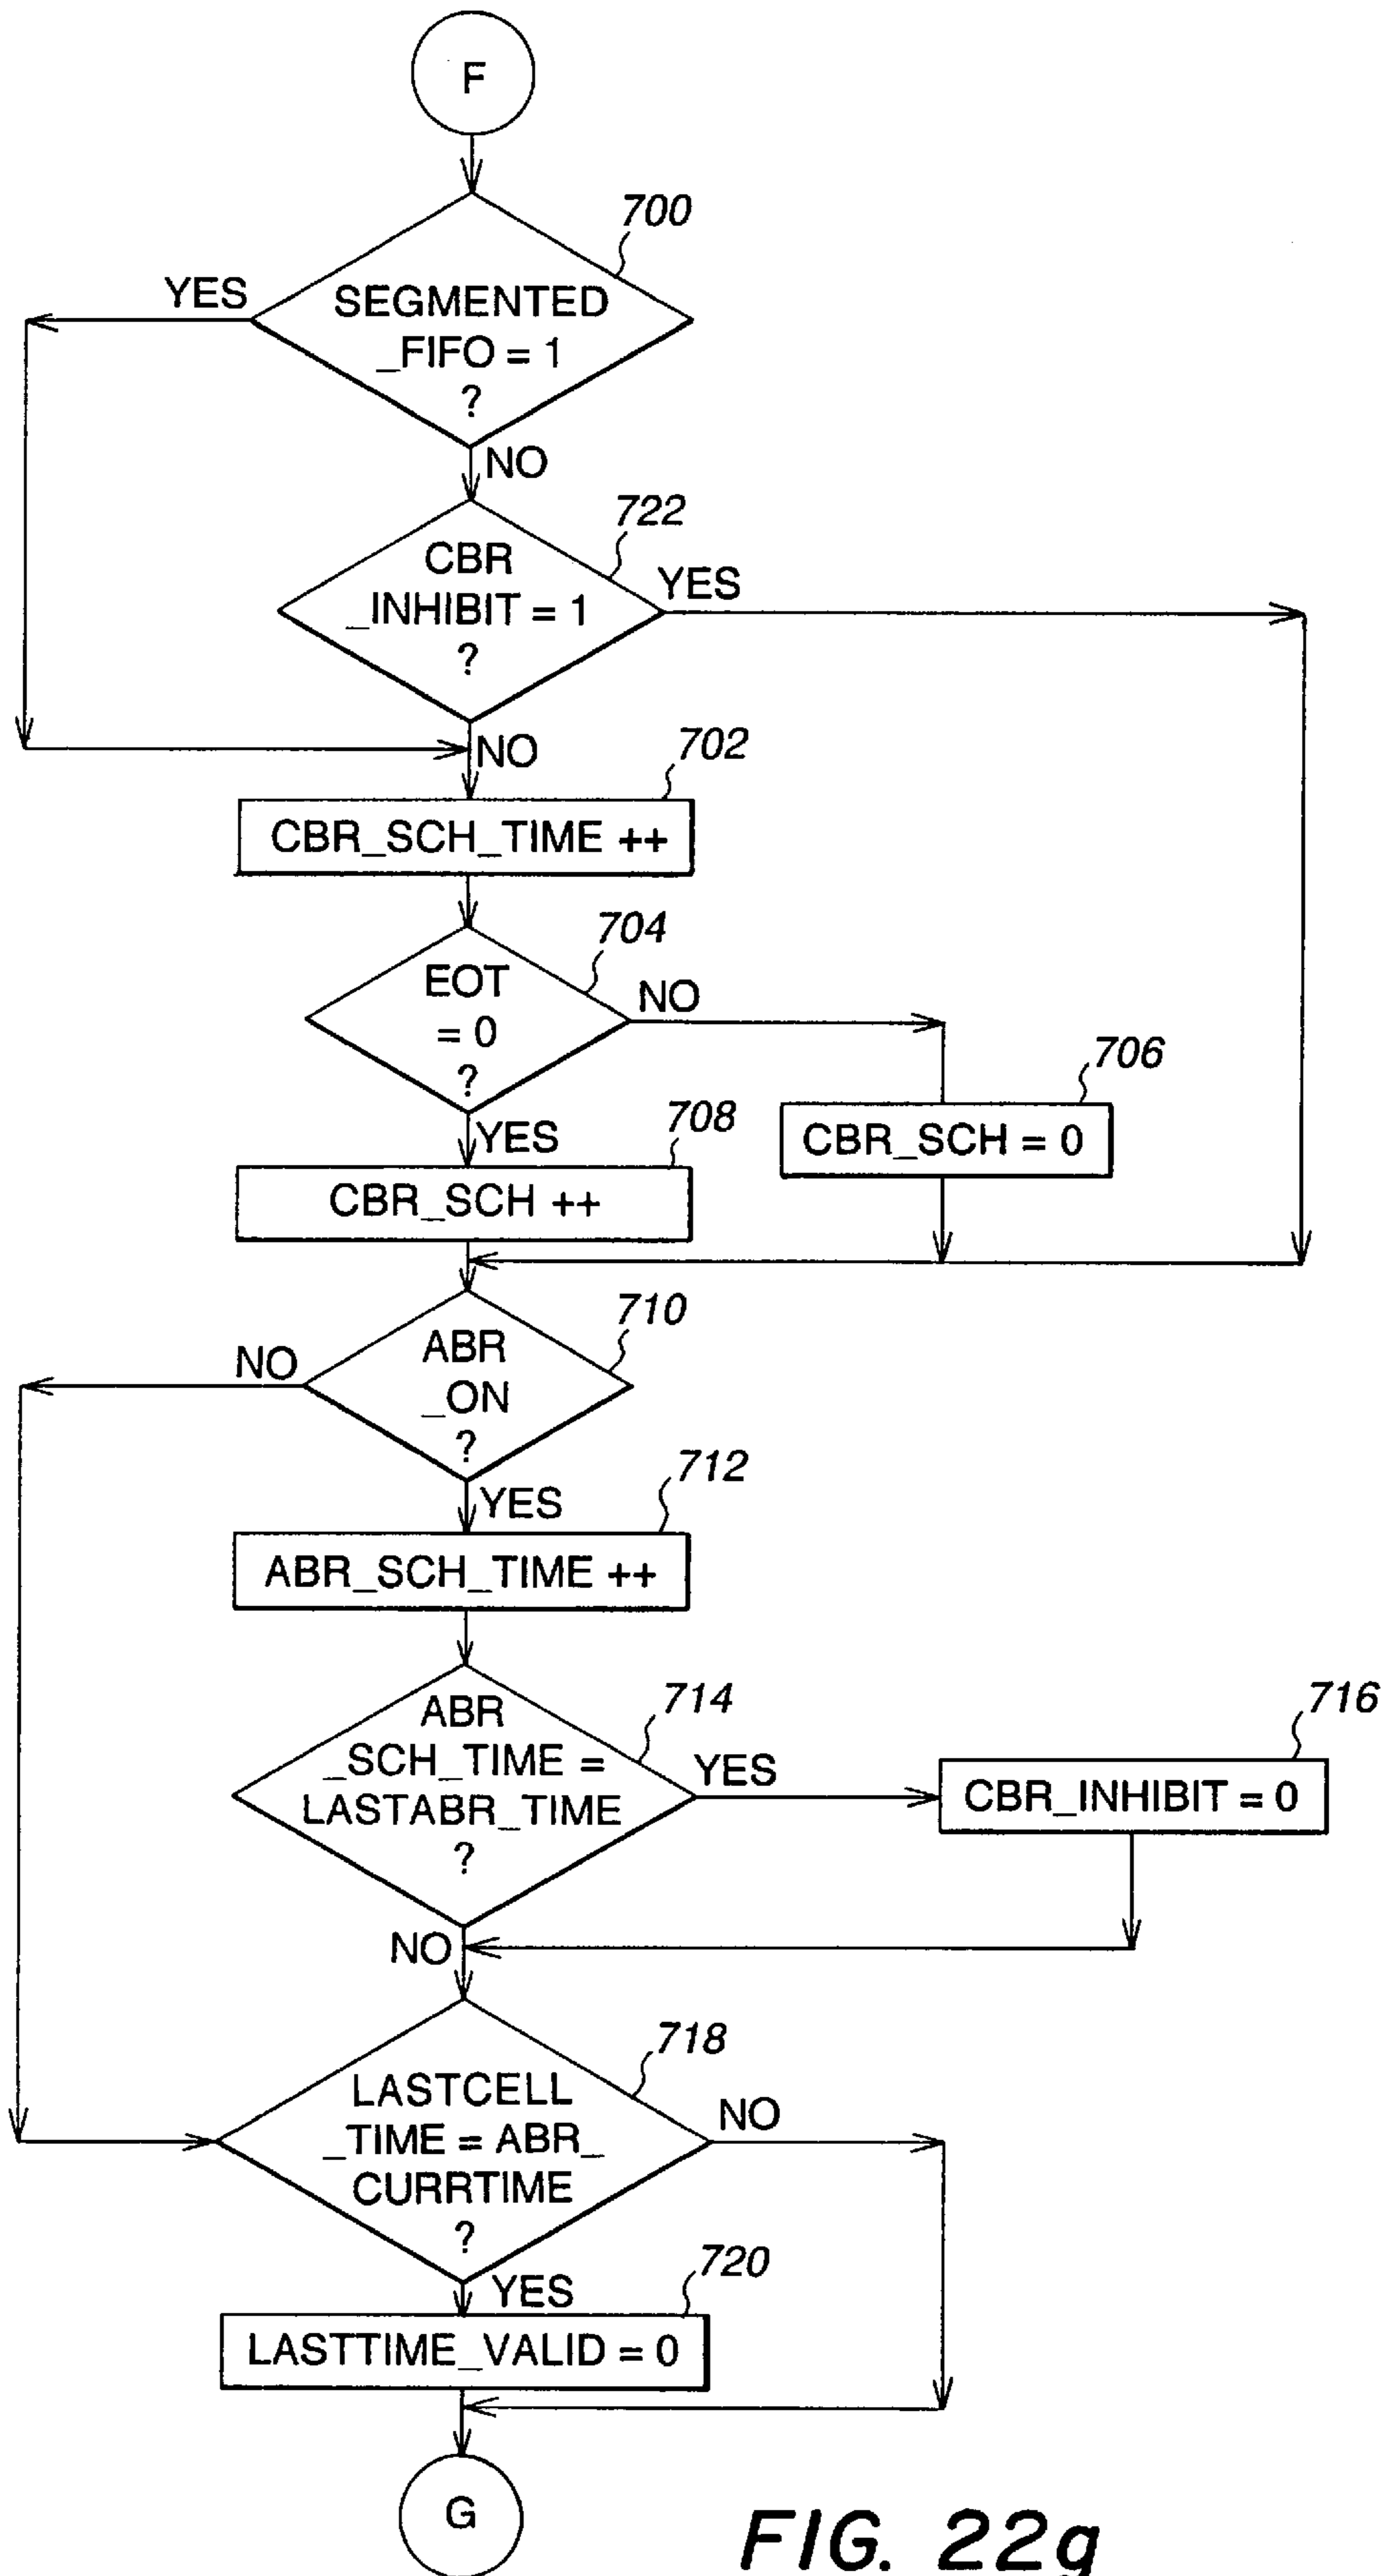 F
700
YES
SEGMENTED
_FIFO = 1
?
NO
722
CBR
_INHIBIT = 1
?
YES
NO
702
CBR_SCH_TIME ++
704
EOT
= 0
?
NO
706
CBR_SCH = 0
YES
708
CBR_SCH ++
710
ABR
_ON
?
NO
YES
712
ABR_SCH_TIME ++
714
ABR
_SCH_TIME =
LASTABR_TIME
?
YES
716
CBR_INHIBIT = 0
NO
718
LASTCELL
_TIME = ABR_
CURRTIME
?
NO
YES
720
LASTTIME_VALID = 0
G
FIG. 22g